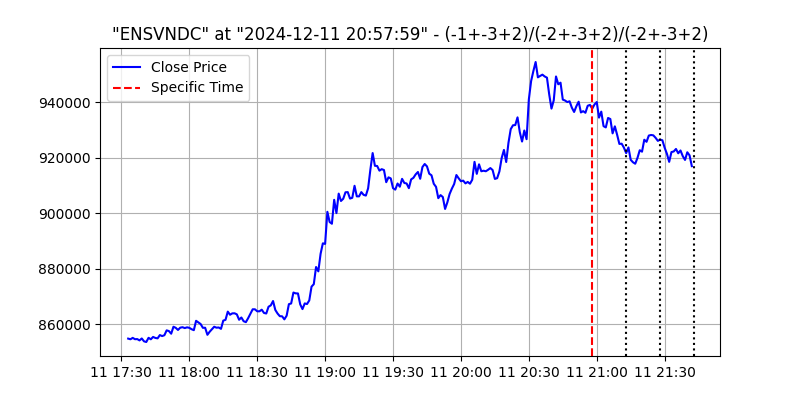 "ENSVNDC" at "2024-12-11 20:57:59" - (-1+-3+2)/(-2+-3+2)/(-2+-3+2)
Close Price
Specific Time
940000
920000
900000
880000
860000
11 17:30 11 18:00 11 18:30 11 19:00 11 19:30 11 20:00 11 20:30 11 21:00 11 21:30